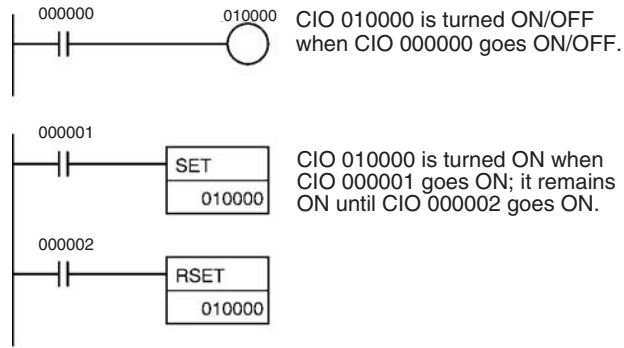 000000
010000
CIO 010000 is turned ON/OFF
when CIO 000000 goes ON/OFF.
000001
SET
010000
CIO 010000 is turned ON when
CIO 000001 goes ON; it remains
ON until CIO 000002 goes ON.
000002
RSET
010000